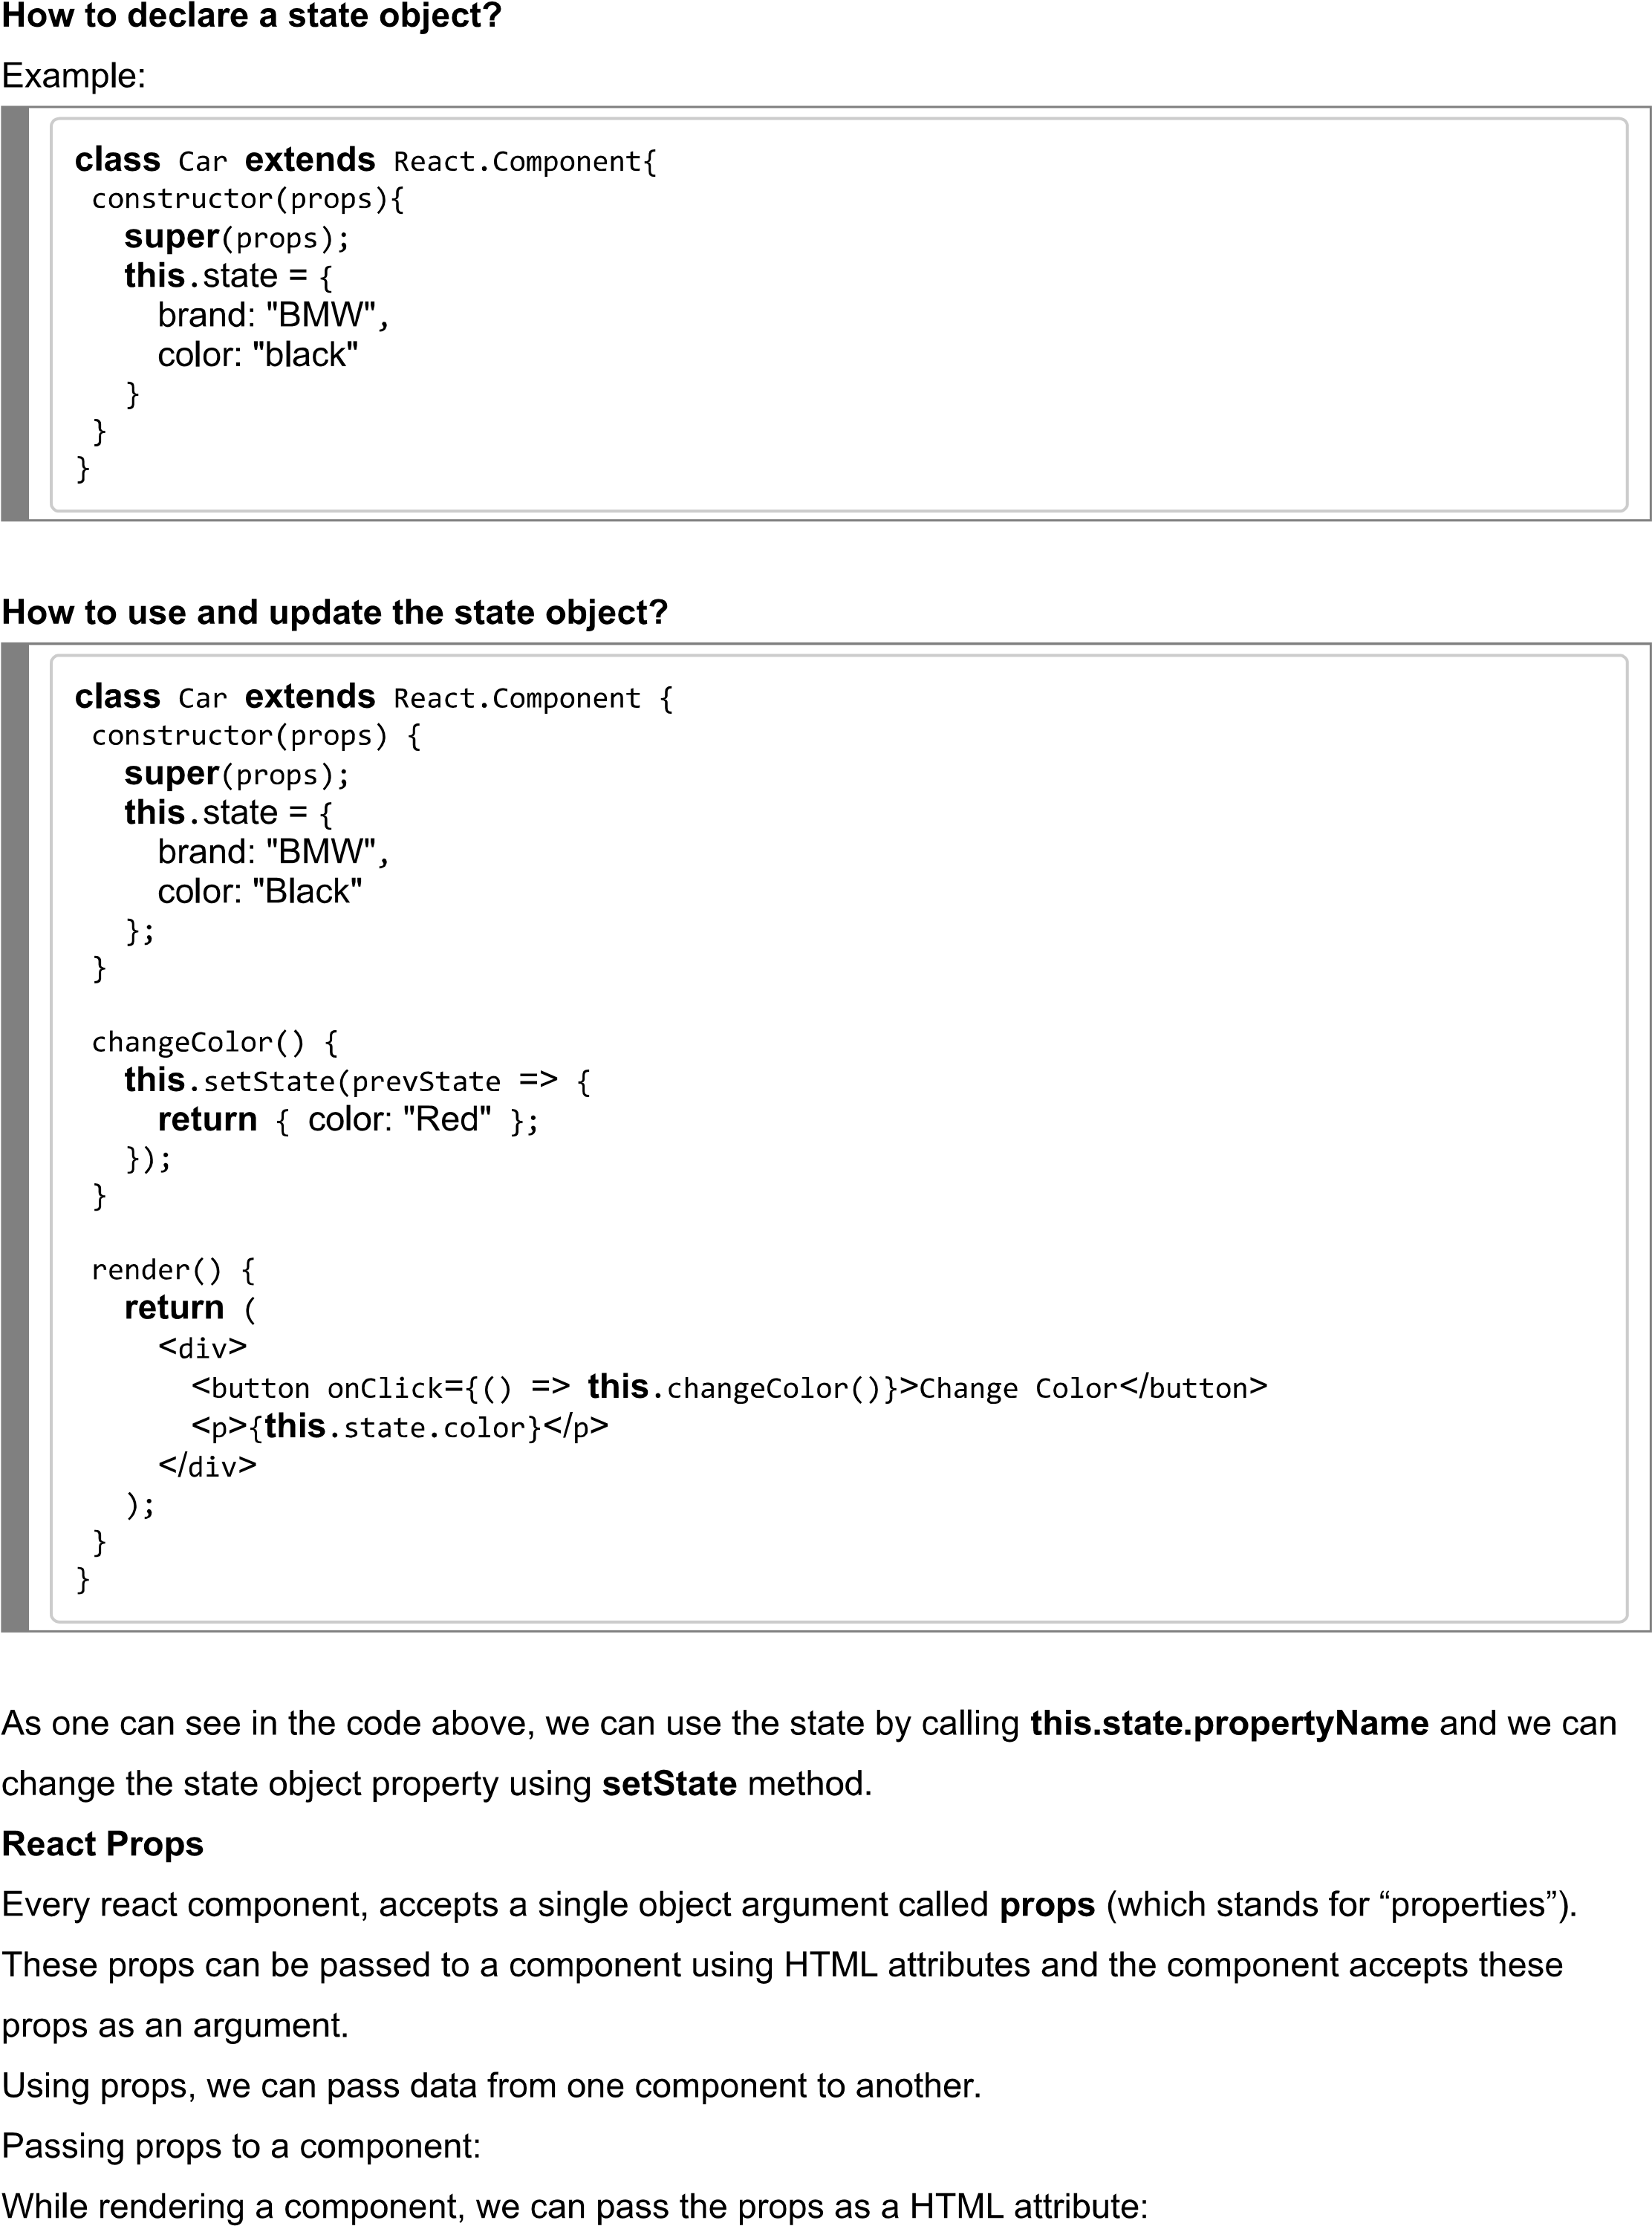 How to declare a state object?
Example:
class Car extends React.Component{
 constructor(props){
   super(props);
   this.state = {
     brand: "BMW",
     color: "black"
   }
 }
}
How to use and update the state object?
class Car extends React.Component {
 constructor(props) {
   super(props);
   this.state = {
     brand: "BMW",
     color: "Black"
   };
 }
 changeColor() {
   this.setState(prevState => {
     return { color: "Red" };
   });
 }
 render() {
   return (
     <div>
       <button onClick={() => this.changeColor()}>Change Color</button>
       <p>{this.state.color}</p>
     </div>
   );
 }
}
As one can see in the code above, we can use the state by calling this.state.propertyName and we can
change the state object property using setState method.
React Props
Every react component, accepts a single object argument called props (which stands for “properties”).
These props can be passed to a component using HTML attributes and the component accepts these
props as an argument.
Using props, we can pass data from one component to another.
Passing props to a component:
While rendering a component, we can pass the props as a HTML attribute: